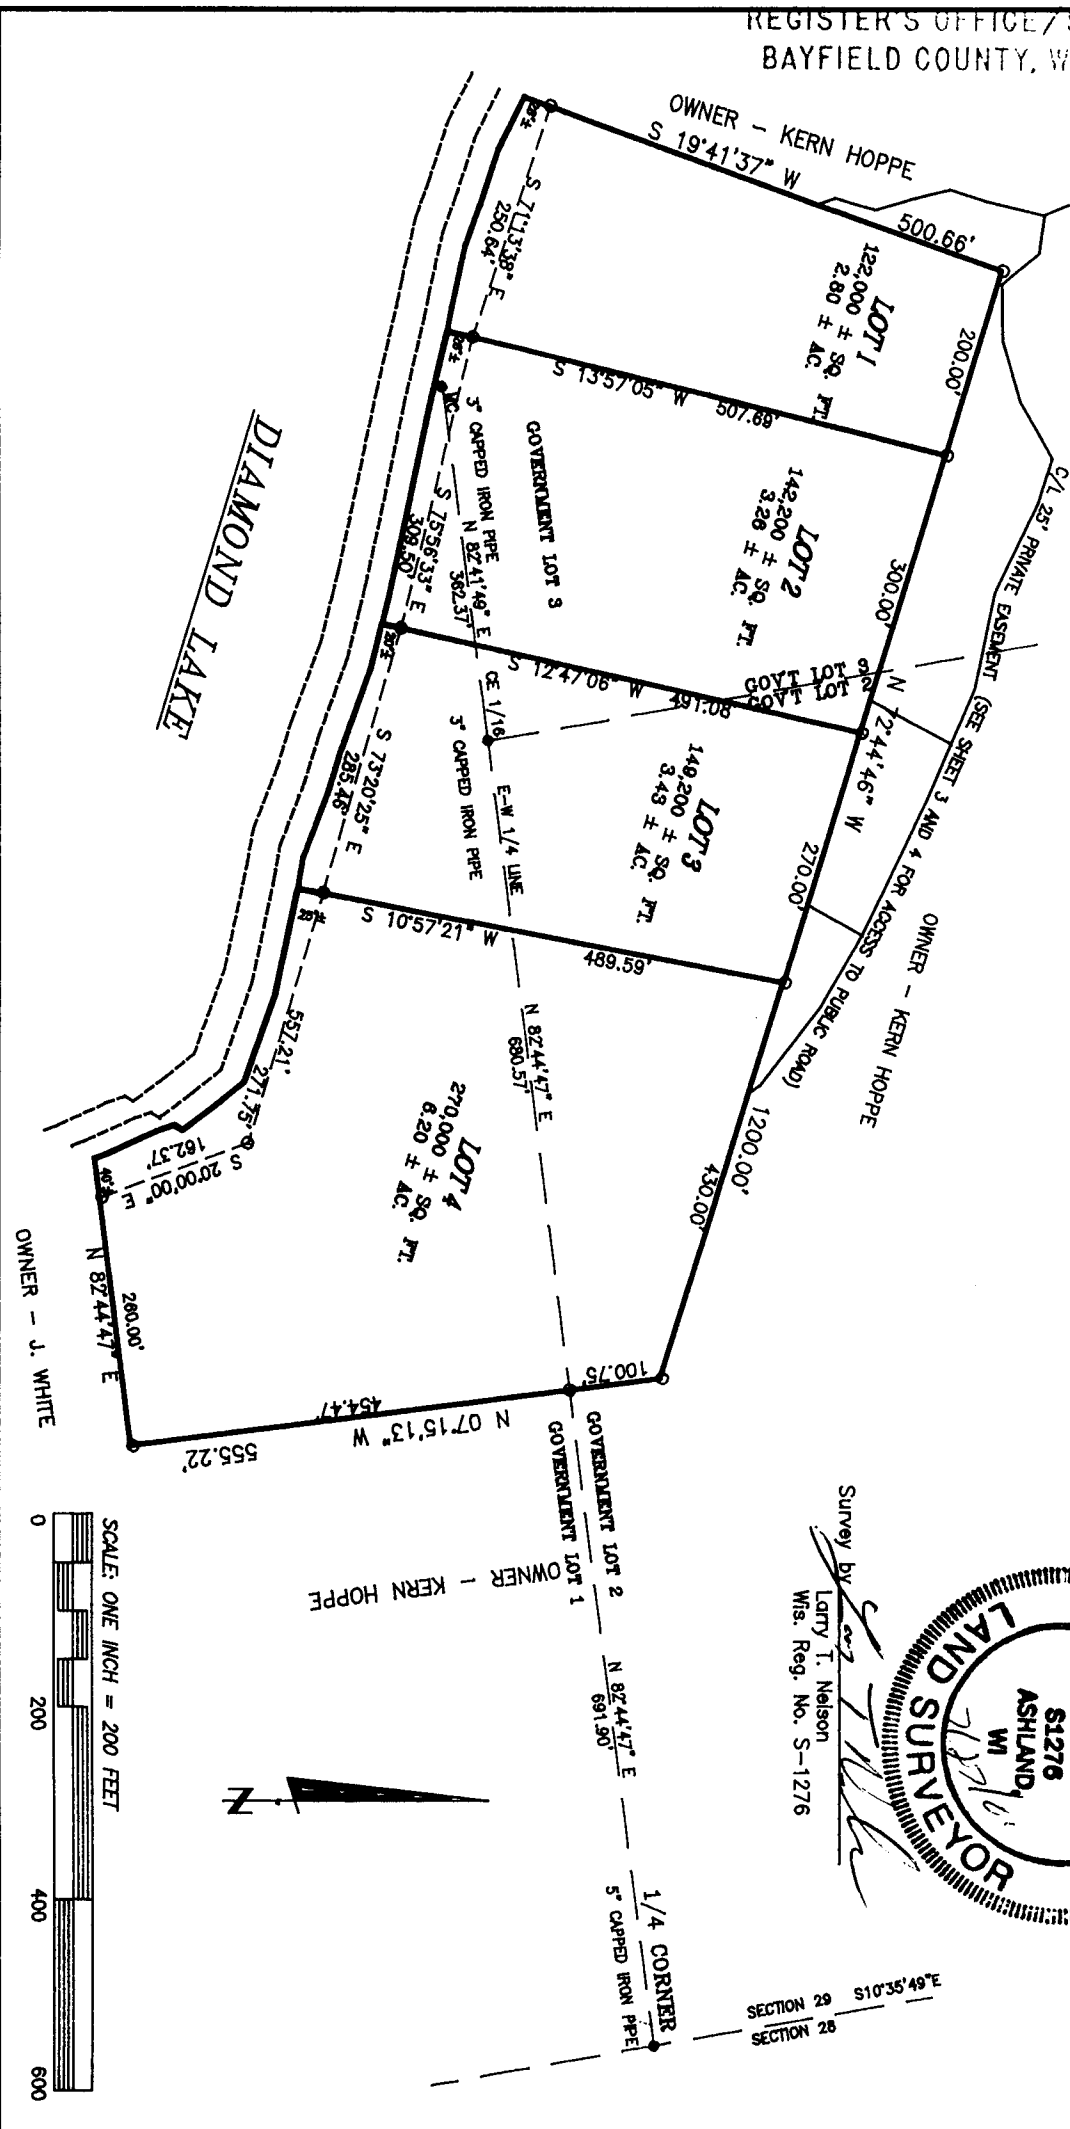 REGISTER'S OFFICE/
BAYFIELD COUNTY, W
OWNER - KERN HOPPE
S 19°41'37" W
500.66'
LOT 1
122,000 ± SQ. FT.
2.80 ± AC.
200.00'
C/L 25' PRIVATE EASEMENT (SEE SHEET 3 AND 4 FOR ACCESS TO PUBLIC ROAD)
S 71°13'38" E
250.64'
S 13°57'05" W 507.69'
MC
3" CAPPED IRON PIPE
GOVERNMENT LOT 3
LOT 2
142,200 ± SQ. FT.
3.26 ± AC.
300.00'
S 75°56'33" E
309.50'
N 82°41'49" E
362.37'
S 12°47'06" W 491.08'
GOV'T LOT 3
GOV'T LOT 2
N 72°44'46" W
1200.00'
CE 1/16
3" CAPPED IRON PIPE
E-W 1/4 LINE
LOT 3
149,200 ± SQ. FT.
3.43 ± AC.
270.00'
DIAMOND LAKE
20'±
S 73°20'25" E
285.46'
S 10°57'21" W
489.59'
OWNER - KERN HOPPE
557.21'
271.75'
S 20°00'00" E
162.37'
40'±
N 82°44'47" E
680.57'
LOT 4
270,000 ± SQ. FT.
6.20 ± AC.
430.00'
100.75'
N 82°44'47" E
260.00'
OWNER - J. WHITE
N 07°15'13" W
454.47'
555.22'
GOVERNMENT LOT 2
GOVERNMENT LOT 1
OWNER - KERN HOPPE
N 82°44'47" E
691.90'
1/4 CORNER
5" CAPPED IRON PIPE
SECTION 29
SECTION 28
S10°35'49"E
Survey by
Larry T. Nelson
Wis. Reg. No. S-1276
S1276
ASHLAND,
WI
LAND SURVEYOR
N
SCALE: ONE INCH = 200 FEET
0 200 400 600